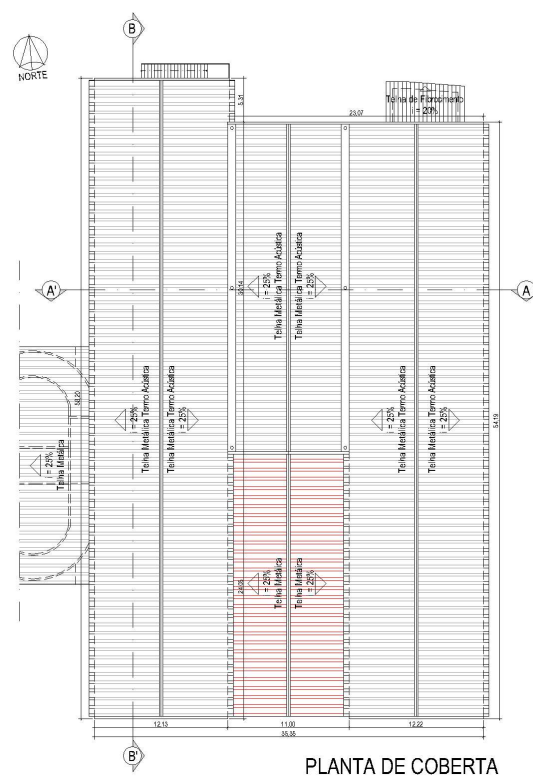 B
NORTE
Telha de Fibrocimento
i = 20%
5,31
23,07
Telha Metálica Termo Acústica
i = 25%
Telha Metálica Termo Acústica
i = 25%
A'
A
Telha Metálica Termo Acústica
i = 25%
Telha Metálica Termo Acústica
i = 25%
Telha Metálica Termo Acústica
i = 25%
Telha Metálica Termo Acústica
i = 25%
54,19
Telha Metálica
i = 25%
Telha Metálica
i = 25%
Telha Metálica
i = 25%
24,05
12,13
11,00
12,22
35,35
B'
PLANTA DE COBERTA